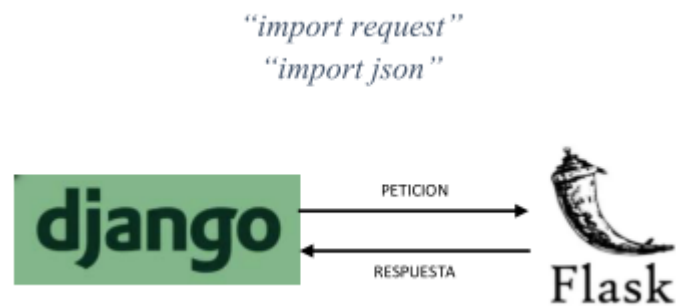 “import request”
“import json”
PETICION
django
RESPUESTA
Flask